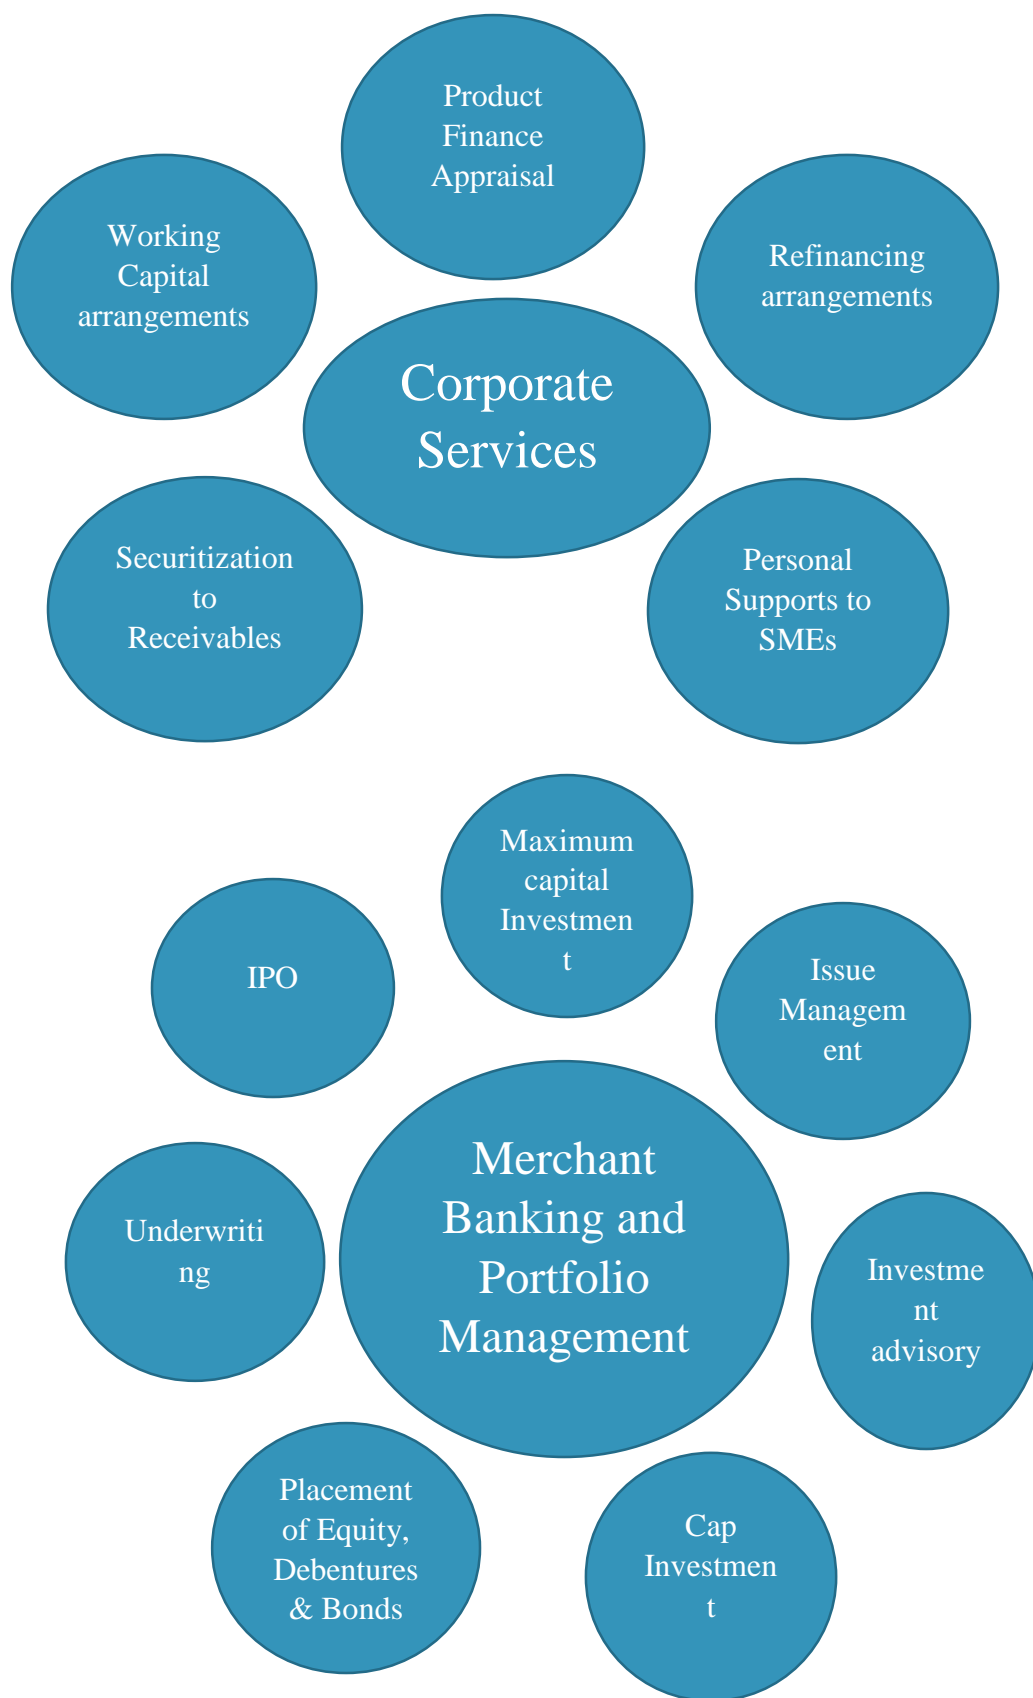 Product
Finance
Appraisal
Working
Capital
arrangements
Refinancing
arrangements
Corporate
Services
Securitization
to
Receivables
Personal
Supports to
SMEs
Maximum
capital
Investmen
t
IPO
Issue
Managem
ent
Merchant
Banking and
Portfolio
Management
Underwriti
ng
Investme
nt
advisory
Placement
of Equity,
Debentures
& Bonds
Cap
Investmen
t